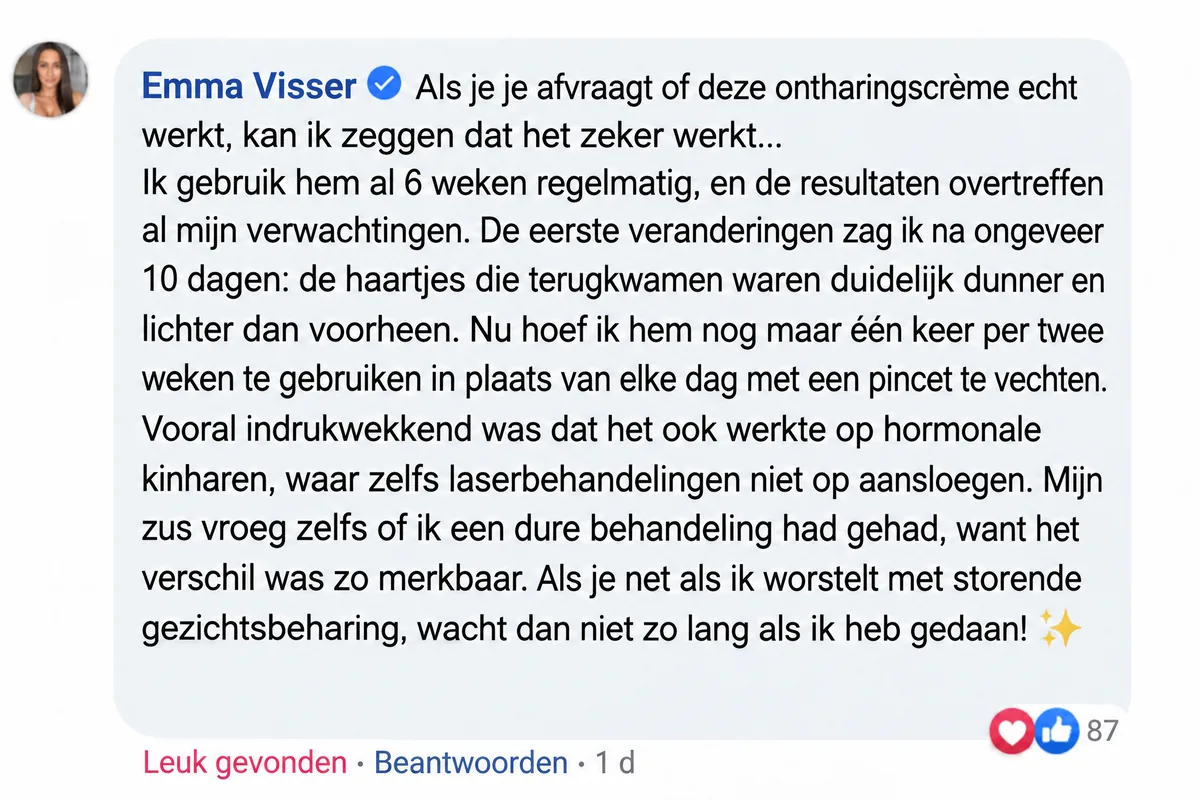 Emma Visser Als je je afvraagt of deze ontharingscrème echt
werkt, kan ik zeggen dat het zeker werkt...
Ik gebruik hem al 6 weken regelmatig, en de resultaten overtreffen
al mijn verwachtingen. De eerste veranderingen zag ik na ongeveer
10 dagen: de haartjes die terugkwamen waren duidelijk dunner en
lichter dan voorheen. Nu hoef ik hem nog maar één keer per twee
weken te gebruiken in plaats van elke dag met een pincet te vechten.
Vooral indrukwekkend was dat het ook werkte op hormonale
kinharen, waar zelfs laserbehandelingen niet op aansloegen. Mijn
zus vroeg zelfs of ik een dure behandeling had gehad, want het
verschil was zo merkbaar. Als je net als ik worstelt met storende
gezichtsbeharing, wacht dan niet zo lang als ik heb gedaan! ✨
87
Leuk gevonden • Beantwoorden • 1 d